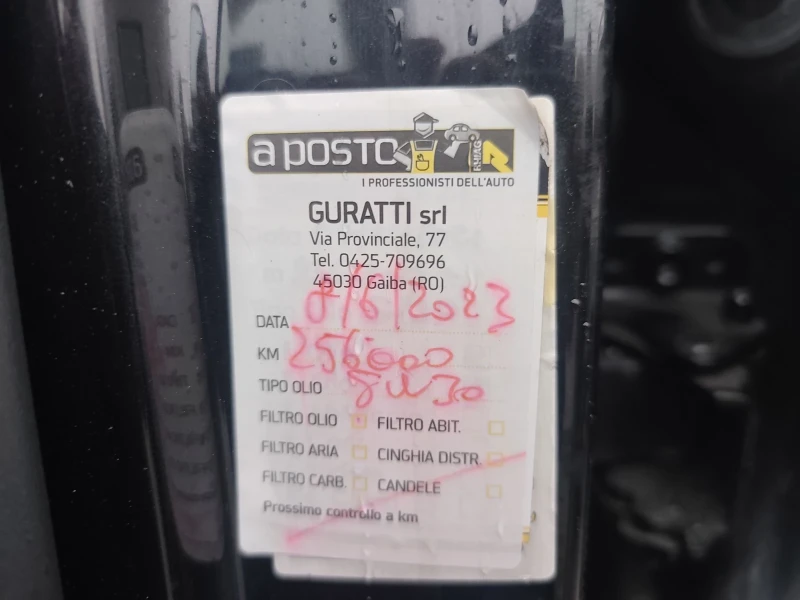 a posto
RHIAG
I PROFESSIONISTI DELL'AUTO
GURATTI srl
Via Provinciale, 77
Tel. 0425-709696
45030 Gaiba (RO)
DATA /6/2023
KM 256000
TIPO OLIO 5W30
FILTRO OLIO FILTRO ABIT.
FILTRO ARIA CINGHIA DISTR.
FILTRO CARB. CANDELE
Prossimo controllo a km